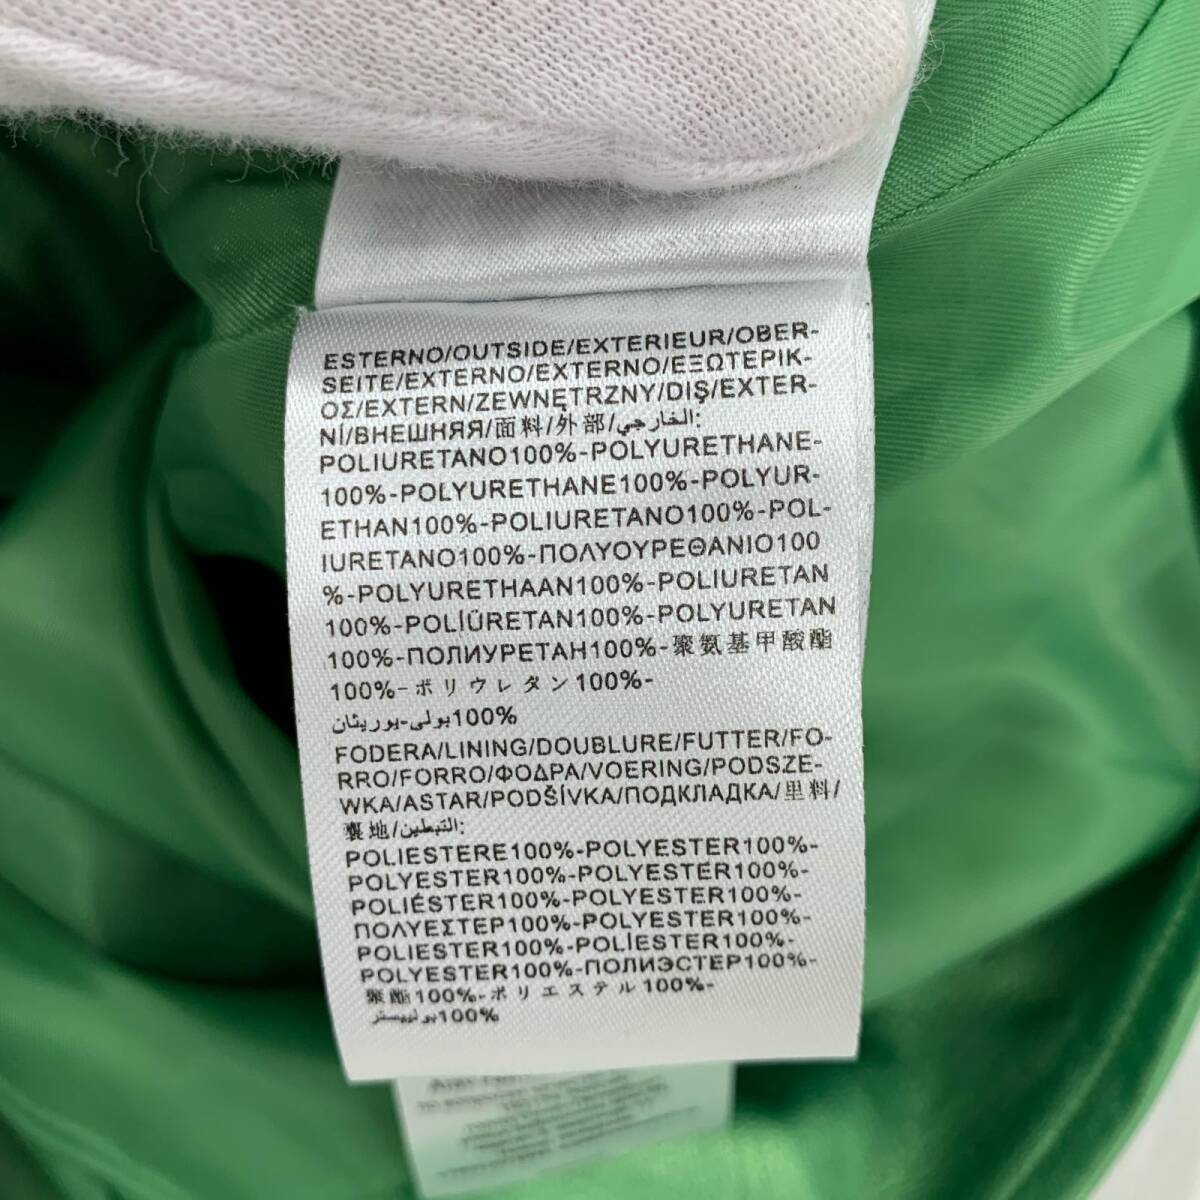 ESTERNO/OUTSIDE/EXTERIEUR/OBER-
SEITE/EXTERNO/EXTERNO/ΕΞΩΤΕΡΙΚ-
ΟΣ/EXTERN/ZEWNĘTRZNY/DIŞ/EXTER-
NÍ/ВНЕШНЯЯ/面料/外部/الخارجي:
POLIURETANO100%-POLYURETHANE-
100%-POLYURETHANE100%-POLYUR-
ETHAN100%-POLIURETANO100%-POL-
IURETANO100%-ΠΟΛΥΟΥΡΕΘΑΝΙΟ100
%-POLYURETHAAN100%-POLIURETAN
100%-POLİÜRETAN100%-POLYURETAN
100%-ПОЛИУРЕТАН100%-聚氨基甲酸酯
100%-ポリウレタン100%-
بولى-يوريثان100%
FODERA/LINING/DOUBLURE/FUTTER/FO-
RRO/FORRO/ΦΟΔΡΑ/VOERING/PODSZE-
WKA/ASTAR/PODŠÍVKA/ПОДКЛАДКА/里料/
裏地/التبطين:
POLIESTERE100%-POLYESTER100%-
POLYESTER100%-POLYESTER100%-
POLIÉSTER100%-POLYESTER100%-
ΠΟΛΥΕΣΤΕΡ100%-POLYESTER100%-
POLIESTER100%-POLİESTER100%-
POLYESTER100%-ПОЛИЭСТЕР100%-
聚酯100%-ポリエステル100%-
بولييستر100%